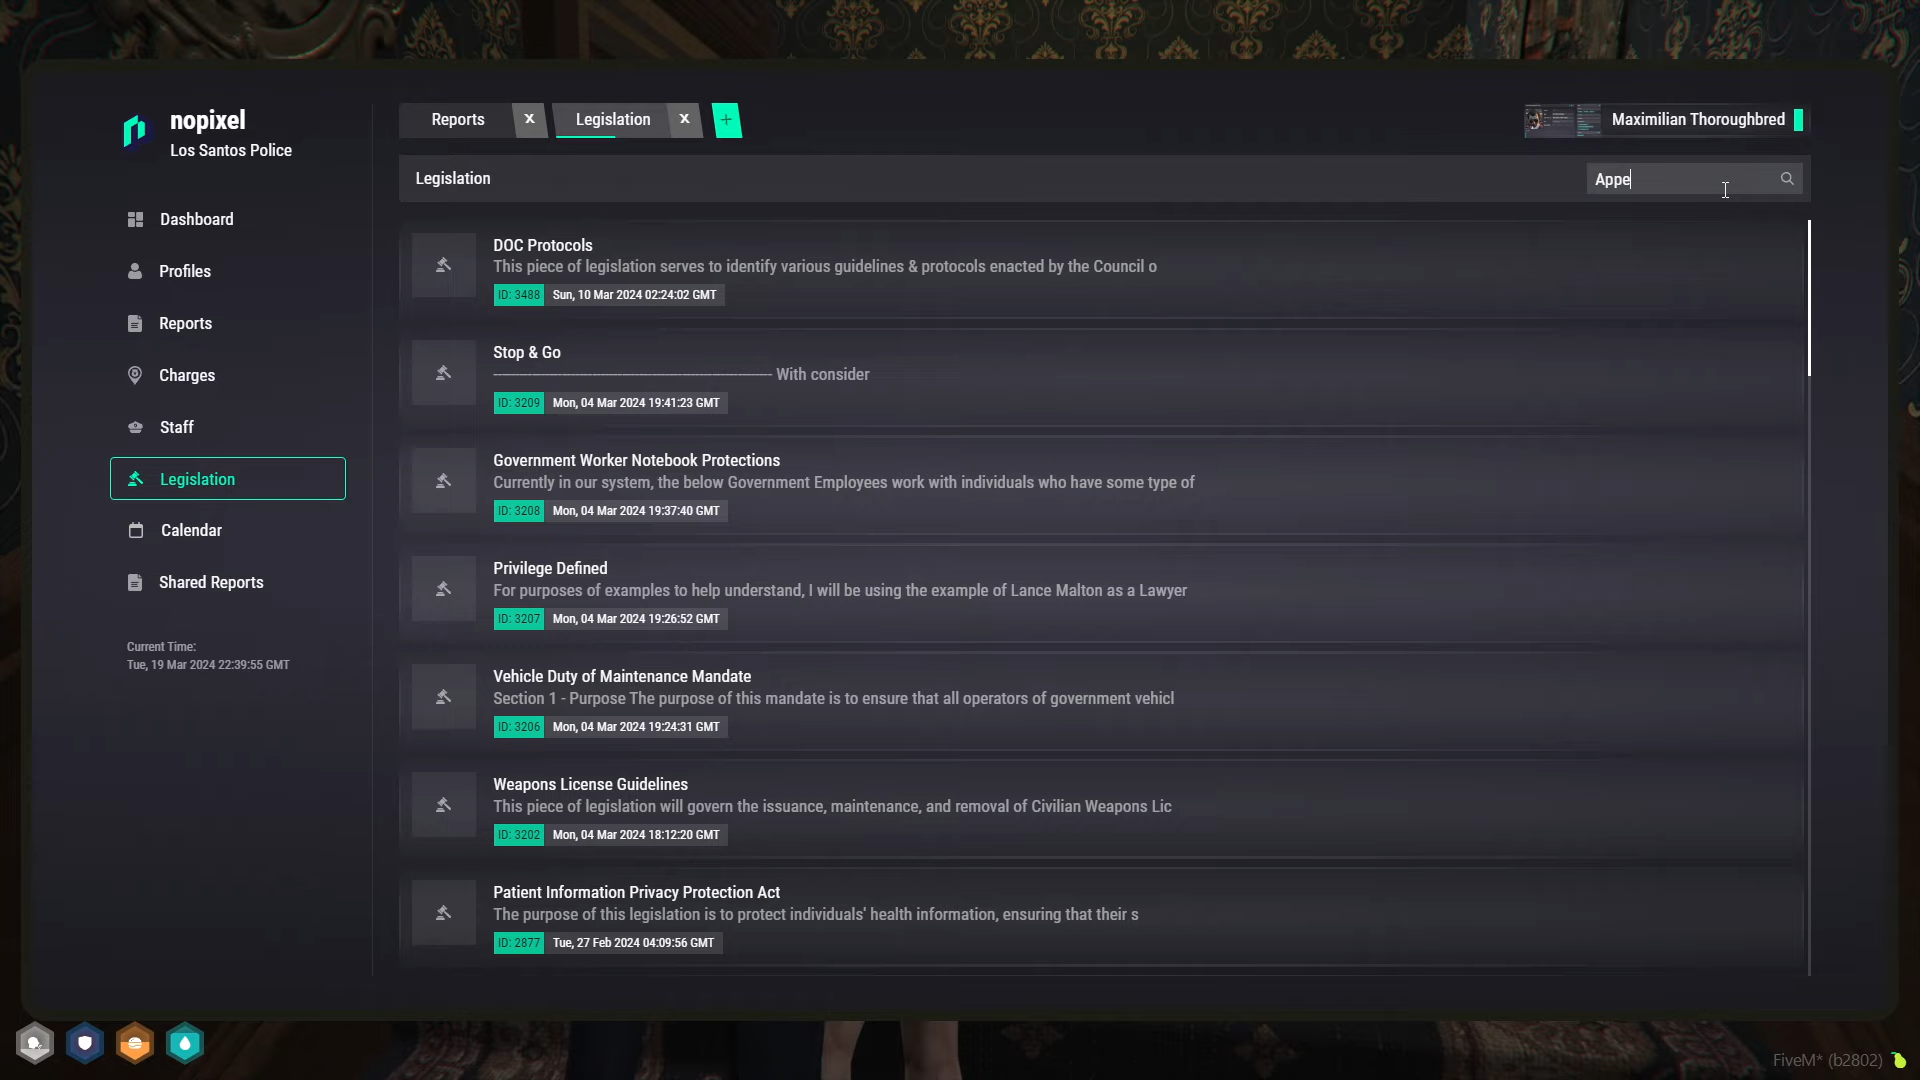 nopixel
Los Santos Police
Reports x Legislation x +
Maximilian Thoroughbred
Legislation
Appe
Dashboard
Profiles
Reports
Charges
Staff
Legislation
Calendar
Shared Reports
Current Time:
Tue, 19 Mar 2024 22:39:55 GMT
DOC Protocols
This piece of legislation serves to identify various guidelines & protocols enacted by the Council o
ID: 3488 Sun, 10 Mar 2024 02:24:02 GMT
Stop & Go
---------------------------------------------------------------------- With consider
ID: 3209 Mon, 04 Mar 2024 19:41:23 GMT
Government Worker Notebook Protections
Currently in our system, the below Government Employees work with individuals who have some type of
ID: 3208 Mon, 04 Mar 2024 19:37:40 GMT
Privilege Defined
For purposes of examples to help understand, I will be using the example of Lance Malton as a Lawyer
ID: 3207 Mon, 04 Mar 2024 19:26:52 GMT
Vehicle Duty of Maintenance Mandate
Section 1 - Purpose The purpose of this mandate is to ensure that all operators of government vehicl
ID: 3206 Mon, 04 Mar 2024 19:24:31 GMT
Weapons License Guidelines
This piece of legislation will govern the issuance, maintenance, and removal of Civilian Weapons Lic
ID: 3202 Mon, 04 Mar 2024 18:12:20 GMT
Patient Information Privacy Protection Act
The purpose of this legislation is to protect individuals' health information, ensuring that their s
ID: 2877 Tue, 27 Feb 2024 04:09:56 GMT
FiveM* (b2802)